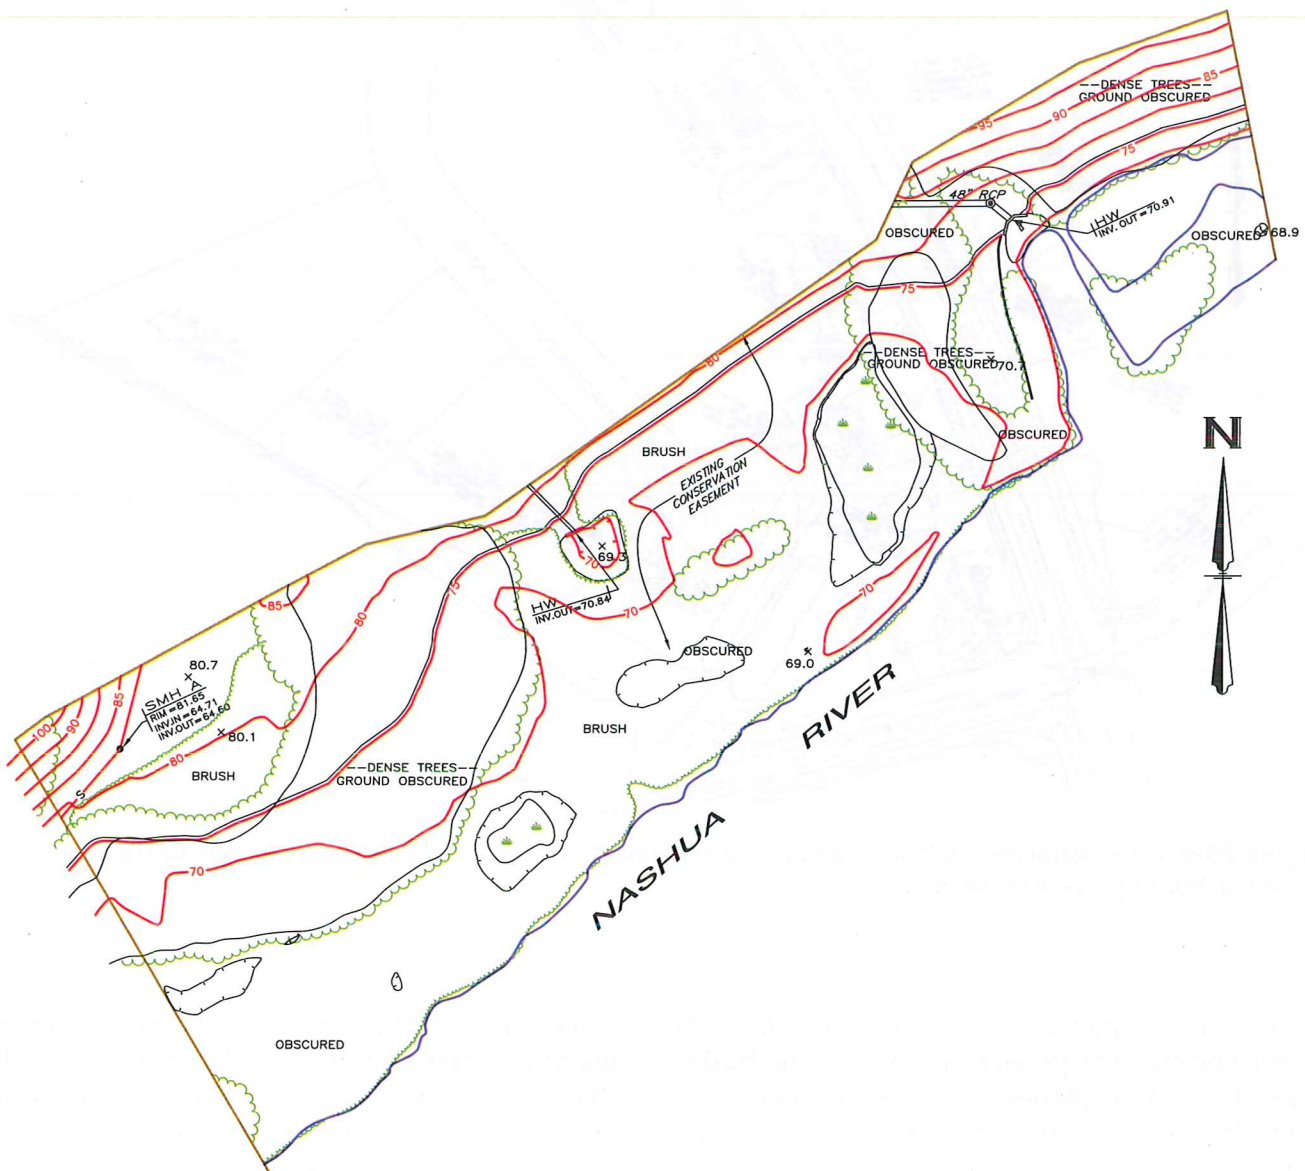 --DENSE TREES--
GROUND OBSCURED
85
95
90
75
48" RCP
HW
INV. OUT=70.91
OBSCURED
OBSCURED
68.9
75
80
--DENSE TREES--
GROUND OBSCURED
70.7
OBSCURED
N
BRUSH
EXISTING
CONSERVATION
EASEMENT
69.3
70
75
HW
INV.OUT=70.84
70
70
85
80
OBSCURED
69.0
80.7
SMH A
RIM=81.65
INV.IN=64.71
INV.OUT=64.60
85
100
90
80.1
80
BRUSH
BRUSH
--DENSE TREES--
GROUND OBSCURED
S
70
NASHUA RIVER
OBSCURED